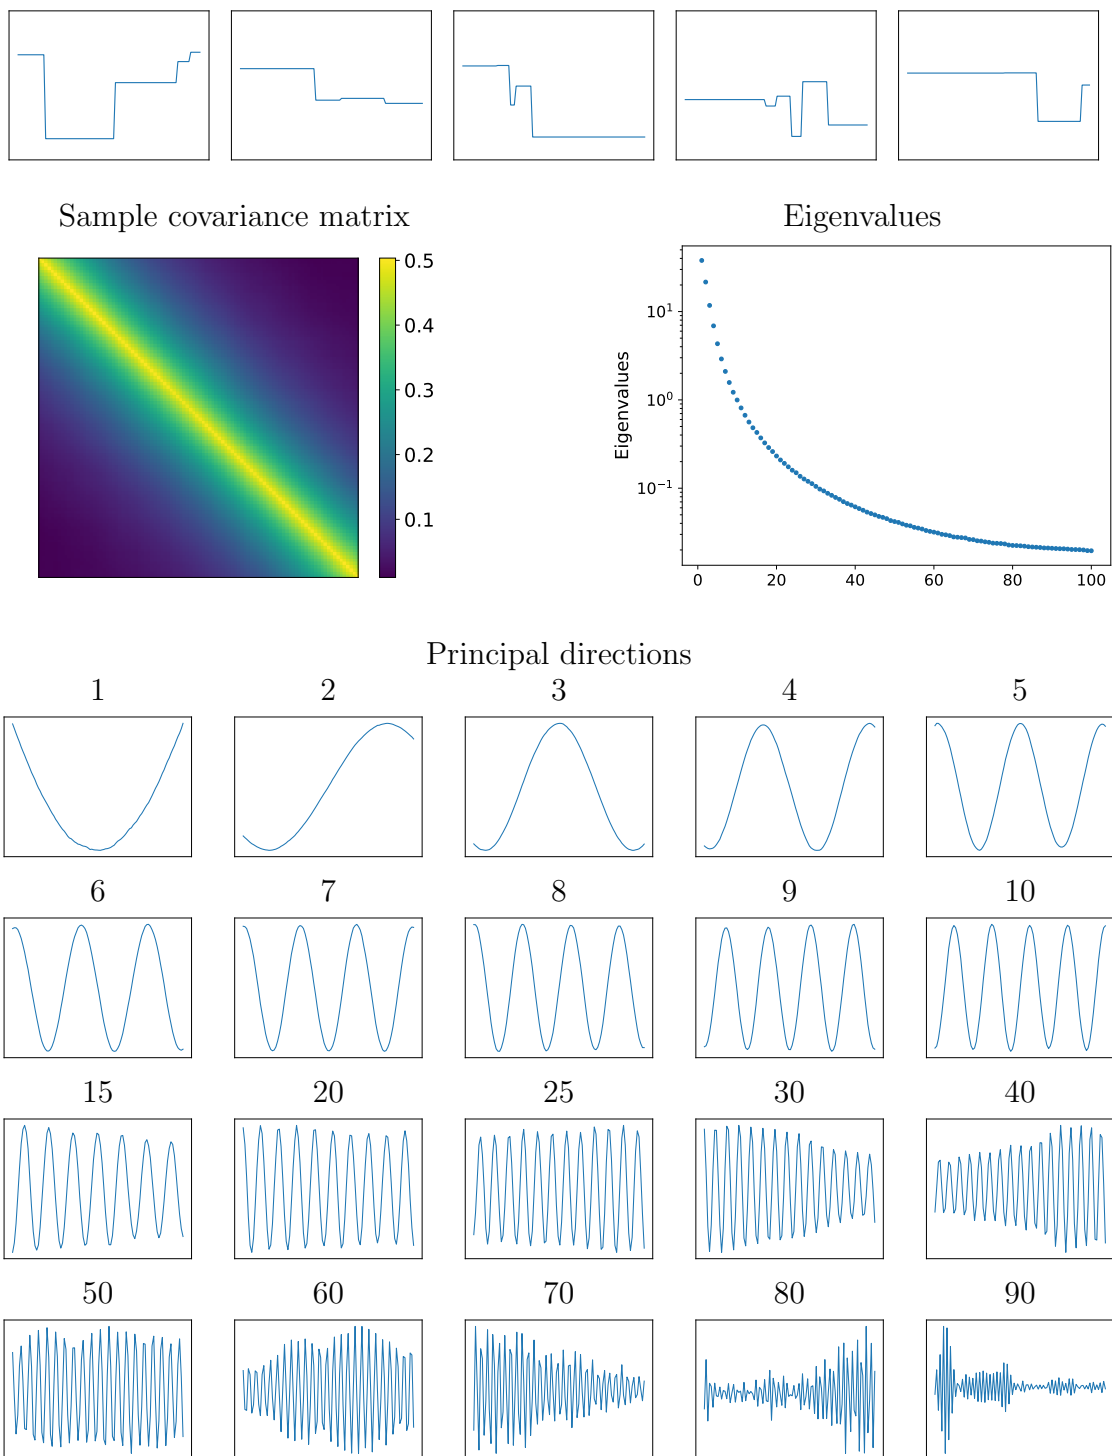 Sample covariance matrix
Eigenvalues
0.5
0.4
0.3
0.2
0.1
Eigenvalues
10^1
10^0
10^-1
0 20 40 60 80 100
Principal directions
1 2 3 4 5
6 7 8 9 10
15 20 25 30 40
50 60 70 80 90